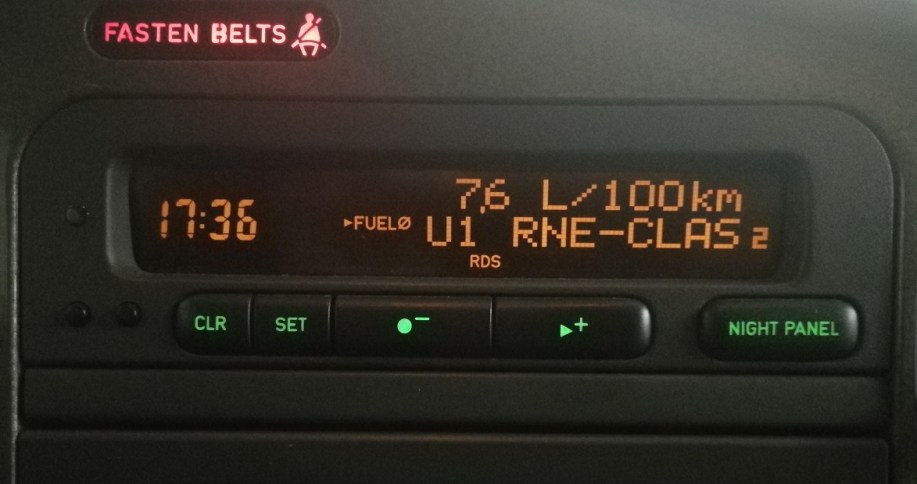 FASTEN BELTS
7,6 L/100km
17:36 ▸FUELØ U1 RNE-CLAS 2
RDS
CLR SET ●− ▸+ NIGHT PANEL